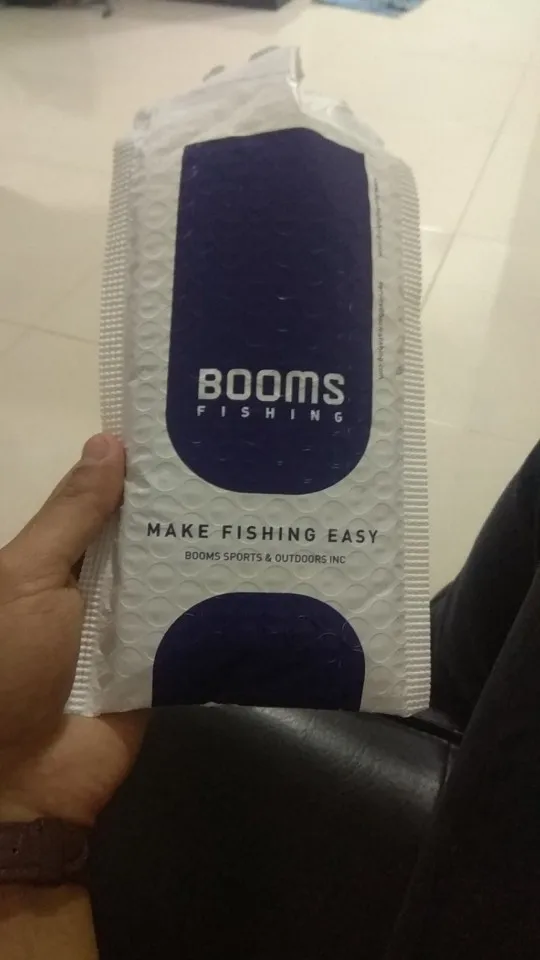 BOOMS
FISHING
MAKE FISHING EASY
BOOMS SPORTS & OUTDOORS INC